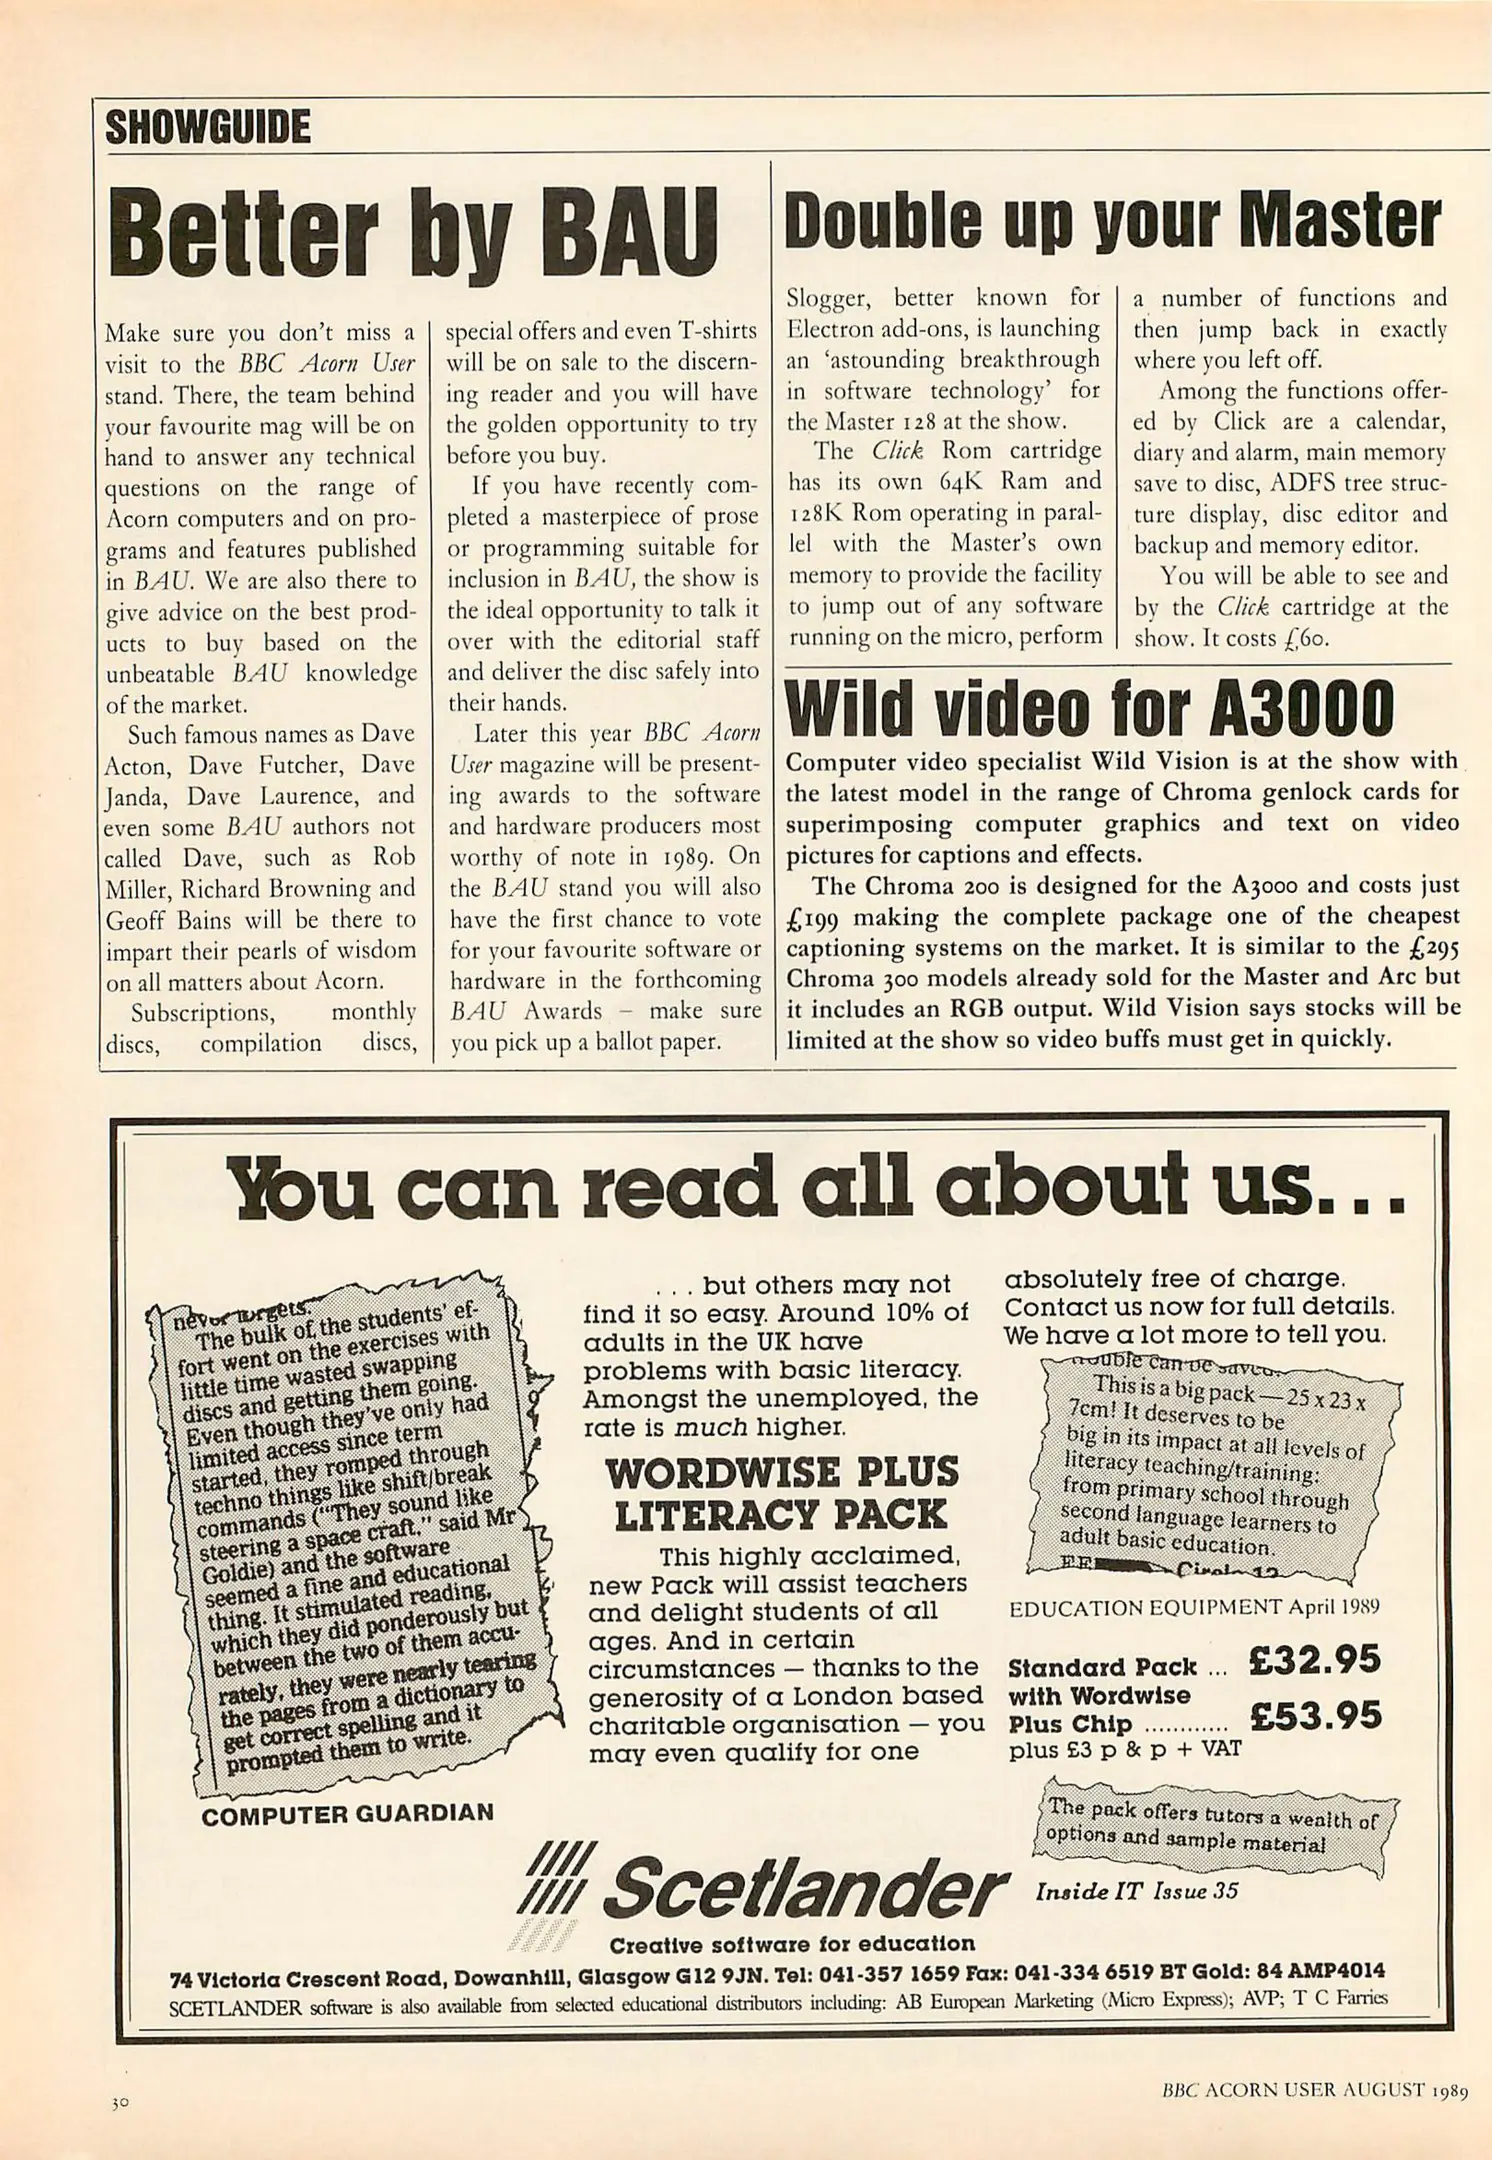 SHOWGUIDE
Better by BAU
Make sure you don't miss a
visit to the BBC Acorn User
stand. There, the team behind
your favourite mag will be on
hand to answer any technical
questions on the range of
Acorn computers and on pro-
grams and features published
in BAU. We are also there to
give advice on the best prod-
ucts to buy based on the
unbeatable BAU knowledge
of the market.
Such famous names as Dave
Acton, Dave Futcher, Dave
Janda, Dave Laurence, and
even some BAU authors not
called Dave, such as Rob
Miller, Richard Browning and
Geoff Bains will be there to
impart their pearls of wisdom
on all matters about Acorn.
Subscriptions, monthly
discs, compilation discs,
special offers and even T-shirts
will be on sale to the discern-
ing reader and you will have
the golden opportunity to try
before you buy.
If you have recently com-
pleted a masterpiece of prose
or programming suitable for
inclusion in BAU, the show is
the ideal opportunity to talk it
over with the editorial staff
and deliver the disc safely into
their hands.
Later this year BBC Acorn
User magazine will be present-
ing awards to the software
and hardware producers most
worthy of note in 1989. On
the BAU stand you will also
have the first chance to vote
for your favourite software or
hardware in the forthcoming
BAU Awards – make sure
you pick up a ballot paper.
Double up your Master
Slogger, better known for
Electron add-ons, is launching
an 'astounding breakthrough
in software technology' for
the Master 128 at the show.
The Click Rom cartridge
has its own 64K Ram and
128K Rom operating in paral-
lel with the Master's own
memory to provide the facility
to jump out of any software
running on the micro, perform
a number of functions and
then jump back in exactly
where you left off.
Among the functions offer-
ed by Click are a calendar,
diary and alarm, main memory
save to disc, ADFS tree struc-
ture display, disc editor and
backup and memory editor.
You will be able to see and
by the Click cartridge at the
show. It costs £60.
Wild video for A3000
Computer video specialist Wild Vision is at the show with
the latest model in the range of Chroma genlock cards for
superimposing computer graphics and text on video
pictures for captions and effects.
The Chroma 200 is designed for the A3000 and costs just
£199 making the complete package one of the cheapest
captioning systems on the market. It is similar to the £295
Chroma 300 models already sold for the Master and Arc but
it includes an RGB output. Wild Vision says stocks will be
limited at the show so video buffs must get in quickly.
You can read all about us...
never forgets.
The bulk of the students' ef-
fort went on the exercises with
little time wasted swapping
discs and getting them going.
Even though they've only had
limited access since term
started, they romped through
techno things like shift/break
commands ("They sound like
steering a space craft," said Mr
Goldie) and the software
seemed a fine and educational
thing. It stimulated reading,
which they did ponderously but
between the two of them accu-
rately, they were nearly tearing
the pages from a dictionary to
get correct spelling and it
prompted them to write.
COMPUTER GUARDIAN
. . . but others may not
find it so easy. Around 10% of
adults in the UK have
problems with basic literacy.
Amongst the unemployed, the
rate is much higher.
WORDWISE PLUS
LITERACY PACK
This highly acclaimed,
new Pack will assist teachers
and delight students of all
ages. And in certain
circumstances — thanks to the
generosity of a London based
charitable organisation — you
may even qualify for one
absolutely free of charge.
Contact us now for full details.
We have a lot more to tell you.
can be saved.
This is a big pack — 25 x 23 x
7cm! It deserves to be
big in its impact at all levels of
literacy teaching/training;
from primary school through
second language learners to
adult basic education.
EE Circle 12
EDUCATION EQUIPMENT April 1989
Standard Pack ... £32.95
with Wordwise
Plus Chip ............ £53.95
plus £3 p & p + VAT
The pack offers tutors a wealth of
options and sample material
Inside IT Issue 35
Scetlander
Creative software for education
74 Victoria Crescent Road, Dowanhill, Glasgow G12 9JN. Tel: 041-357 1659 Fax: 041-334 6519 BT Gold: 84 AMP4014
SCETLANDER software is also available from selected educational distributors including: AB European Marketing (Micro Express); AVP; T C Farries
30
BBC ACORN USER AUGUST 1989